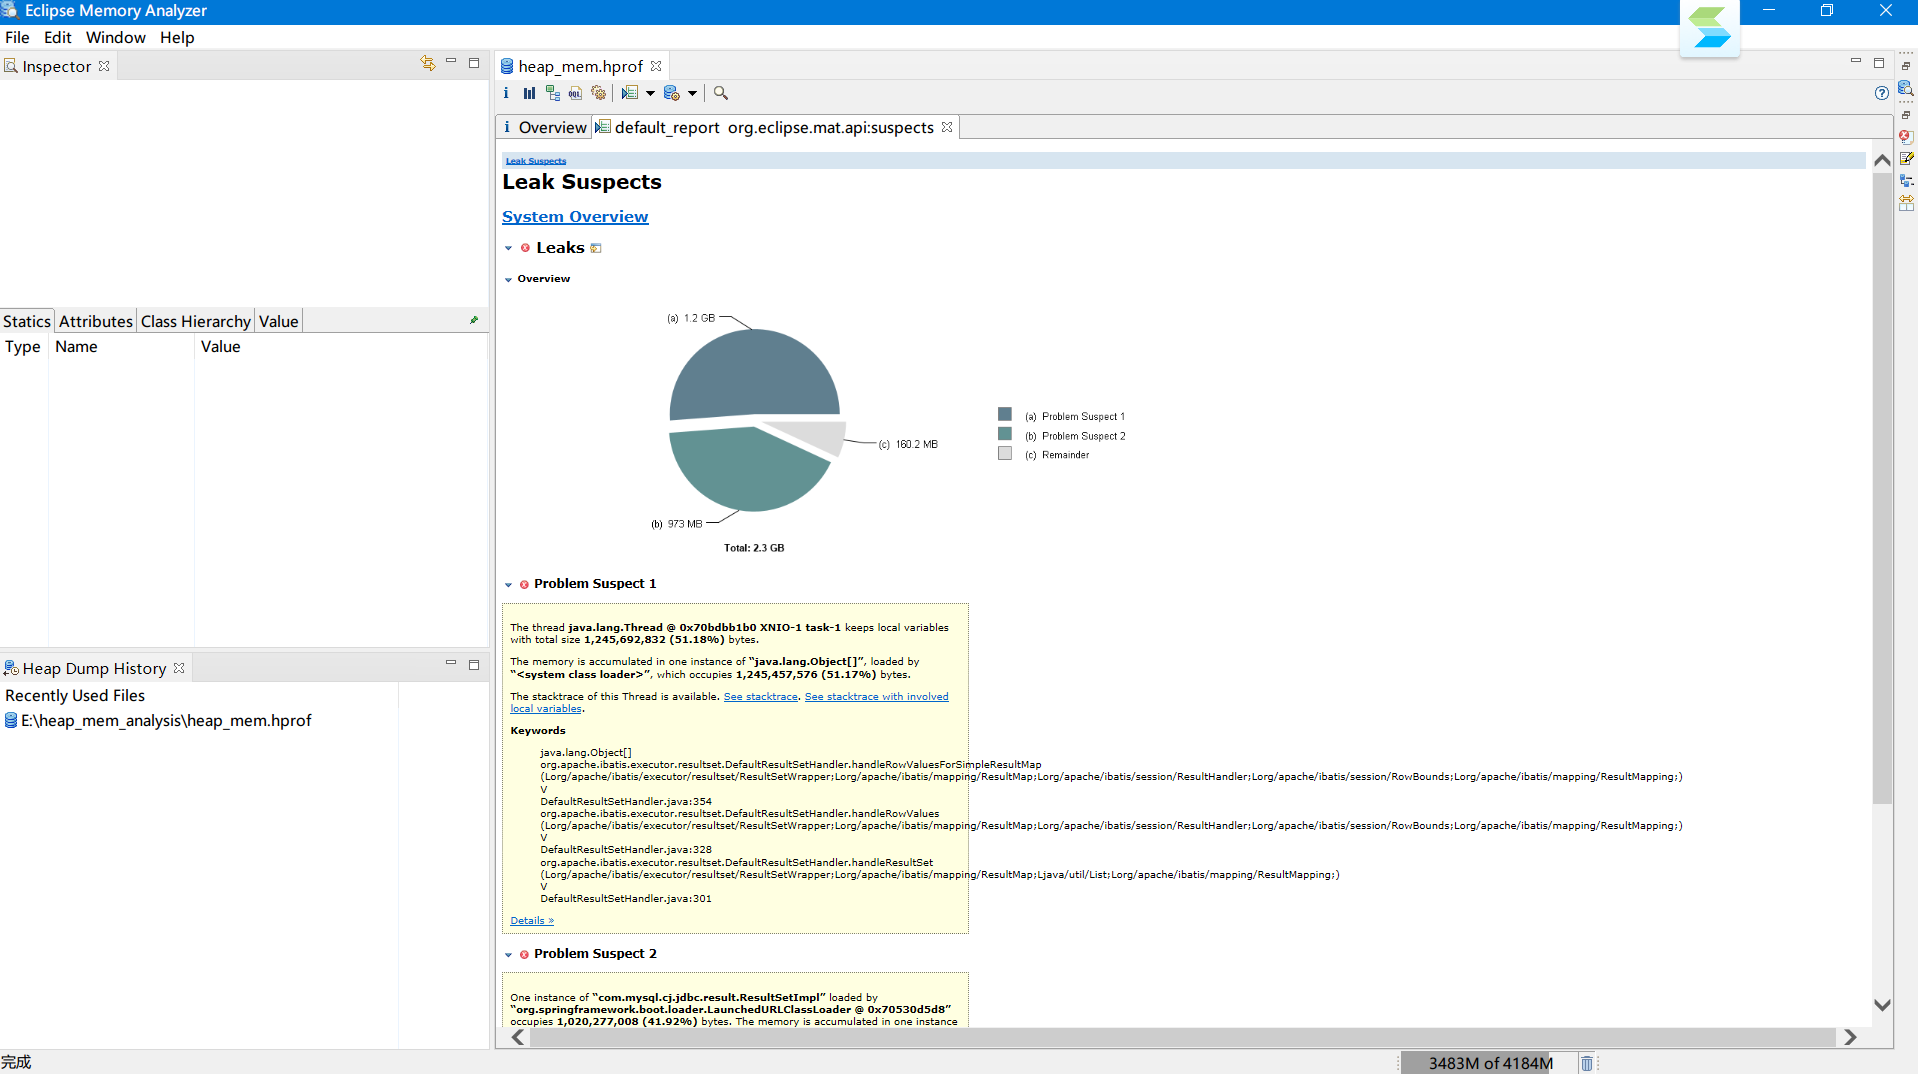 Eclipse Memory Analyzer
File Edit Window Help
Inspector
Statics Attributes Class Hierarchy Value
Type Name Value
Heap Dump History
Recently Used Files
E:\heap_mem_analysis\heap_mem.hprof
heap_mem.hprof
Overview default_report org.eclipse.mat.api:suspects
Leak Suspects
Leak Suspects
System Overview
Leaks
Overview
(a) 1.2 GB
(c) 160.2 MB
(b) 973 MB
Total: 2.3 GB
(a) Problem Suspect 1
(b) Problem Suspect 2
(c) Remainder
Problem Suspect 1
The thread java.lang.Thread @ 0x70bdbb1b0 XNIO-1 task-1 keeps local variables
with total size 1,245,692,832 (51.18%) bytes.
The memory is accumulated in one instance of “java.lang.Object[]”, loaded by
“<system class loader>”, which occupies 1,245,457,576 (51.17%) bytes.
The stacktrace of this Thread is available. See stacktrace. See stacktrace with involved
local variables.
Keywords
java.lang.Object[]
org.apache.ibatis.executor.resultset.DefaultResultSetHandler.handleRowValuesForSimpleResultMap
(Lorg/apache/ibatis/executor/resultset/ResultSetWrapper;Lorg/apache/ibatis/mapping/ResultMap;Lorg/apache/ibatis/session/ResultHandler;Lorg/apache/ibatis/session/RowBounds;Lorg/apache/ibatis/mapping/ResultMapping;)
V
DefaultResultSetHandler.java:354
org.apache.ibatis.executor.resultset.DefaultResultSetHandler.handleRowValues
(Lorg/apache/ibatis/executor/resultset/ResultSetWrapper;Lorg/apache/ibatis/mapping/ResultMap;Lorg/apache/ibatis/session/ResultHandler;Lorg/apache/ibatis/session/RowBounds;Lorg/apache/ibatis/mapping/ResultMapping;)
V
DefaultResultSetHandler.java:328
org.apache.ibatis.executor.resultset.DefaultResultSetHandler.handleResultSet
(Lorg/apache/ibatis/executor/resultset/ResultSetWrapper;Lorg/apache/ibatis/mapping/ResultMap;Ljava/util/List;Lorg/apache/ibatis/mapping/ResultMapping;)
V
DefaultResultSetHandler.java:301
Details »
Problem Suspect 2
One instance of “com.mysql.cj.jdbc.result.ResultSetImpl” loaded by
“org.springframework.boot.loader.LaunchedURLClassLoader @ 0x70530d5d8”
occupies 1,020,277,008 (41.92%) bytes. The memory is accumulated in one instance
完成
3483M of 4184M